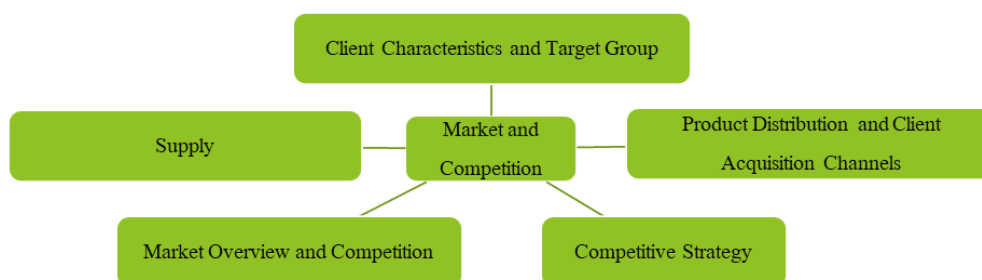 Client Characteristics and Target Group
Supply
Market and
Competition
Product Distribution and Client
Acquisition Channels
Market Overview and Competition
Competitive Strategy